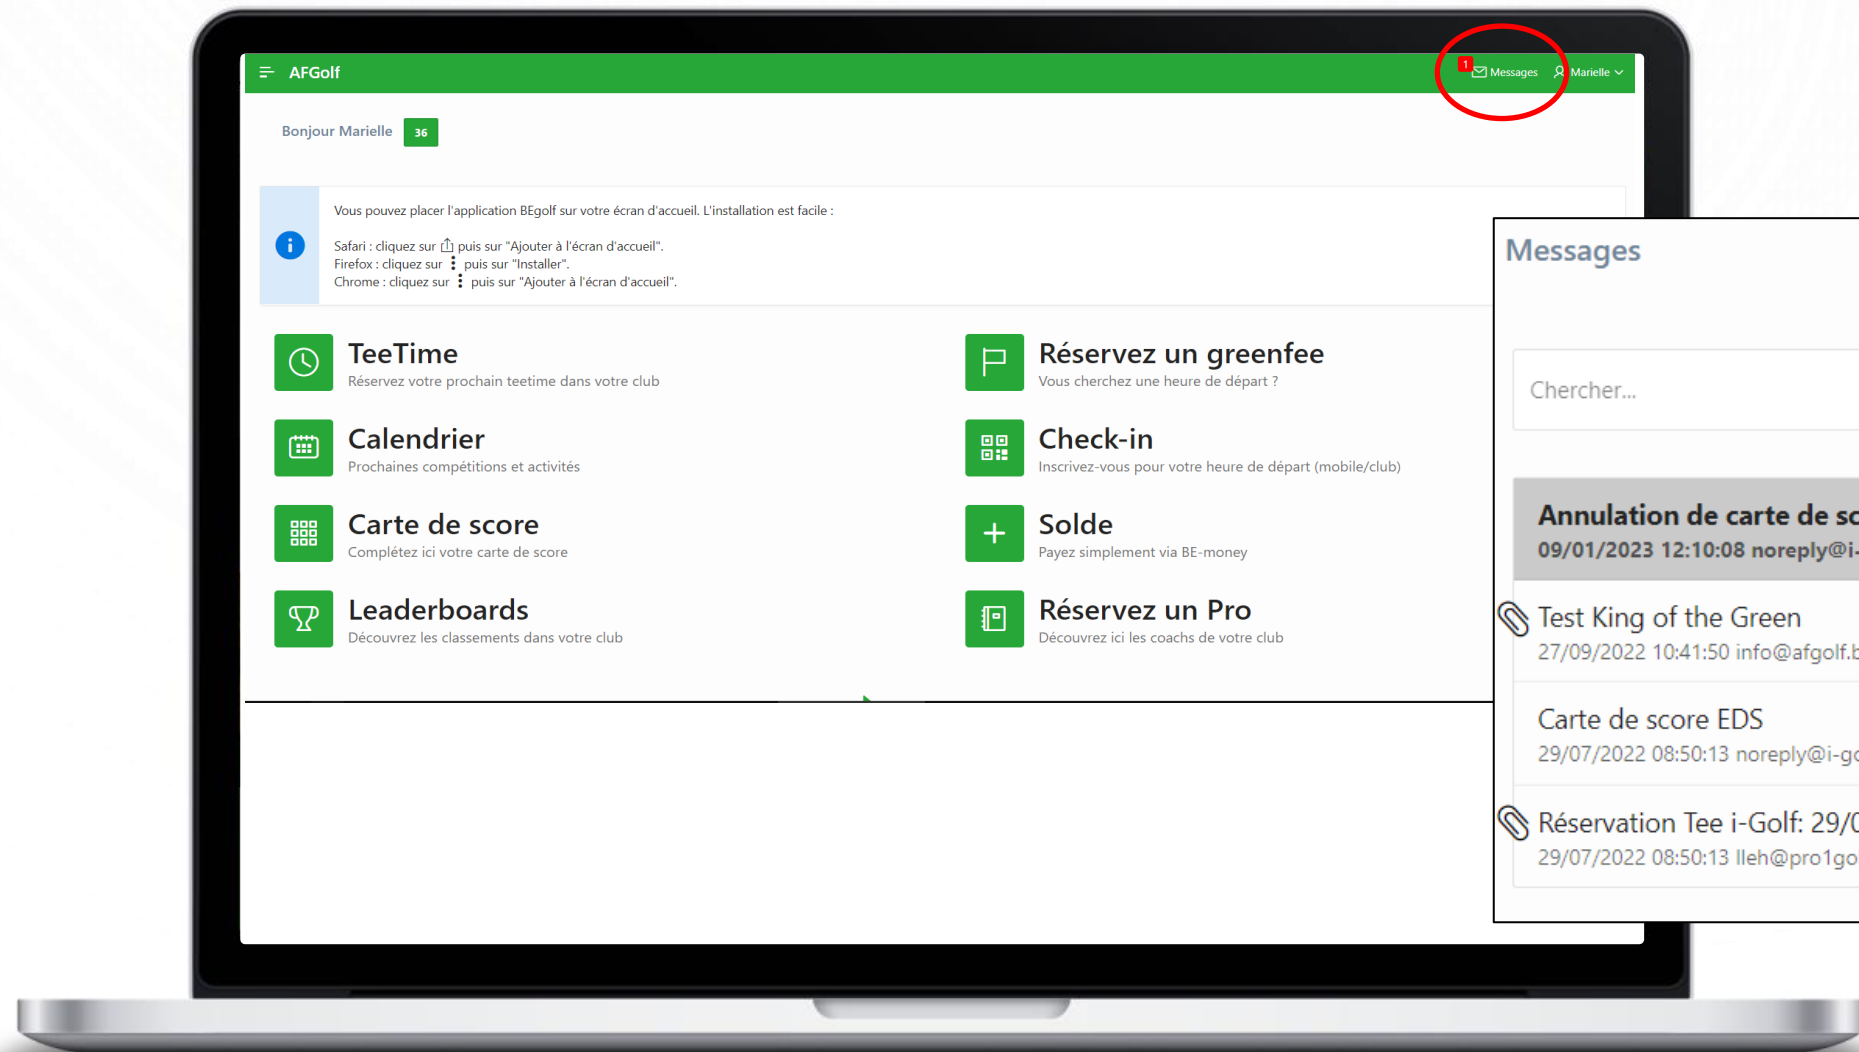 AFGolf
1 Messages Marielle
Bonjour Marielle 36
Vous pouvez placer l'application BEgolf sur votre écran d'accueil. L'installation est facile :
Safari : cliquez sur puis sur "Ajouter à l'écran d'accueil".
Firefox : cliquez sur puis sur "Installer".
Chrome : cliquez sur puis sur "Ajouter à l'écran d'accueil".
TeeTime
Réservez votre prochain teetime dans votre club
Calendrier
Prochaines compétitions et activités
Carte de score
Complétez ici votre carte de score
Leaderboards
Découvrez les classements dans votre club
Réservez un greenfee
Vous cherchez une heure de départ ?
Check-in
Inscrivez-vous pour votre heure de départ (mobile/club)
Solde
Payez simplement via BE-money
Réservez un Pro
Découvrez ici les coachs de votre club
Messages
Chercher...
Annulation de carte de sc
09/01/2023 12:10:08 noreply@i-
Test King of the Green
27/09/2022 10:41:50 info@afgolf.b
Carte de score EDS
29/07/2022 08:50:13 noreply@i-go
Réservation Tee i-Golf: 29/0
29/07/2022 08:50:13 lleh@pro1go